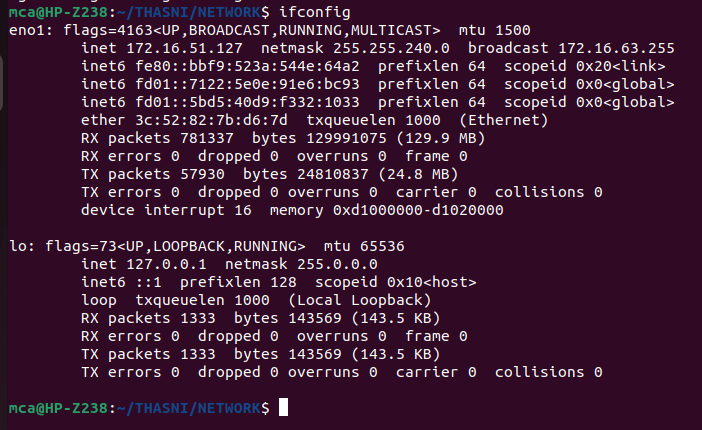 mca@HP-Z238:~/THASNI/NETWORK$ ifconfig
eno1: flags=4163<UP,BROADCAST,RUNNING,MULTICAST>  mtu 1500
        inet 172.16.51.127  netmask 255.255.240.0  broadcast 172.16.63.255
        inet6 fe80::bbf9:523a:544e:64a2  prefixlen 64  scopeid 0x20<link>
        inet6 fd01::7122:5e0e:91e6:bc93  prefixlen 64  scopeid 0x0<global>
        inet6 fd01::5bd5:40d9:f332:1033  prefixlen 64  scopeid 0x0<global>
        ether 3c:52:82:7b:d6:7d  txqueuelen 1000  (Ethernet)
        RX packets 781337  bytes 129991075 (129.9 MB)
        RX errors 0  dropped 0  overruns 0  frame 0
        TX packets 57930  bytes 24810837 (24.8 MB)
        TX errors 0  dropped 0 overruns 0  carrier 0  collisions 0
        device interrupt 16  memory 0xd1000000-d1020000

lo: flags=73<UP,LOOPBACK,RUNNING>  mtu 65536
        inet 127.0.0.1  netmask 255.0.0.0
        inet6 ::1  prefixlen 128  scopeid 0x10<host>
        loop  txqueuelen 1000  (Local Loopback)
        RX packets 1333  bytes 143569 (143.5 KB)
        RX errors 0  dropped 0  overruns 0  frame 0
        TX packets 1333  bytes 143569 (143.5 KB)
        TX errors 0  dropped 0 overruns 0  carrier 0  collisions 0

mca@HP-Z238:~/THASNI/NETWORK$